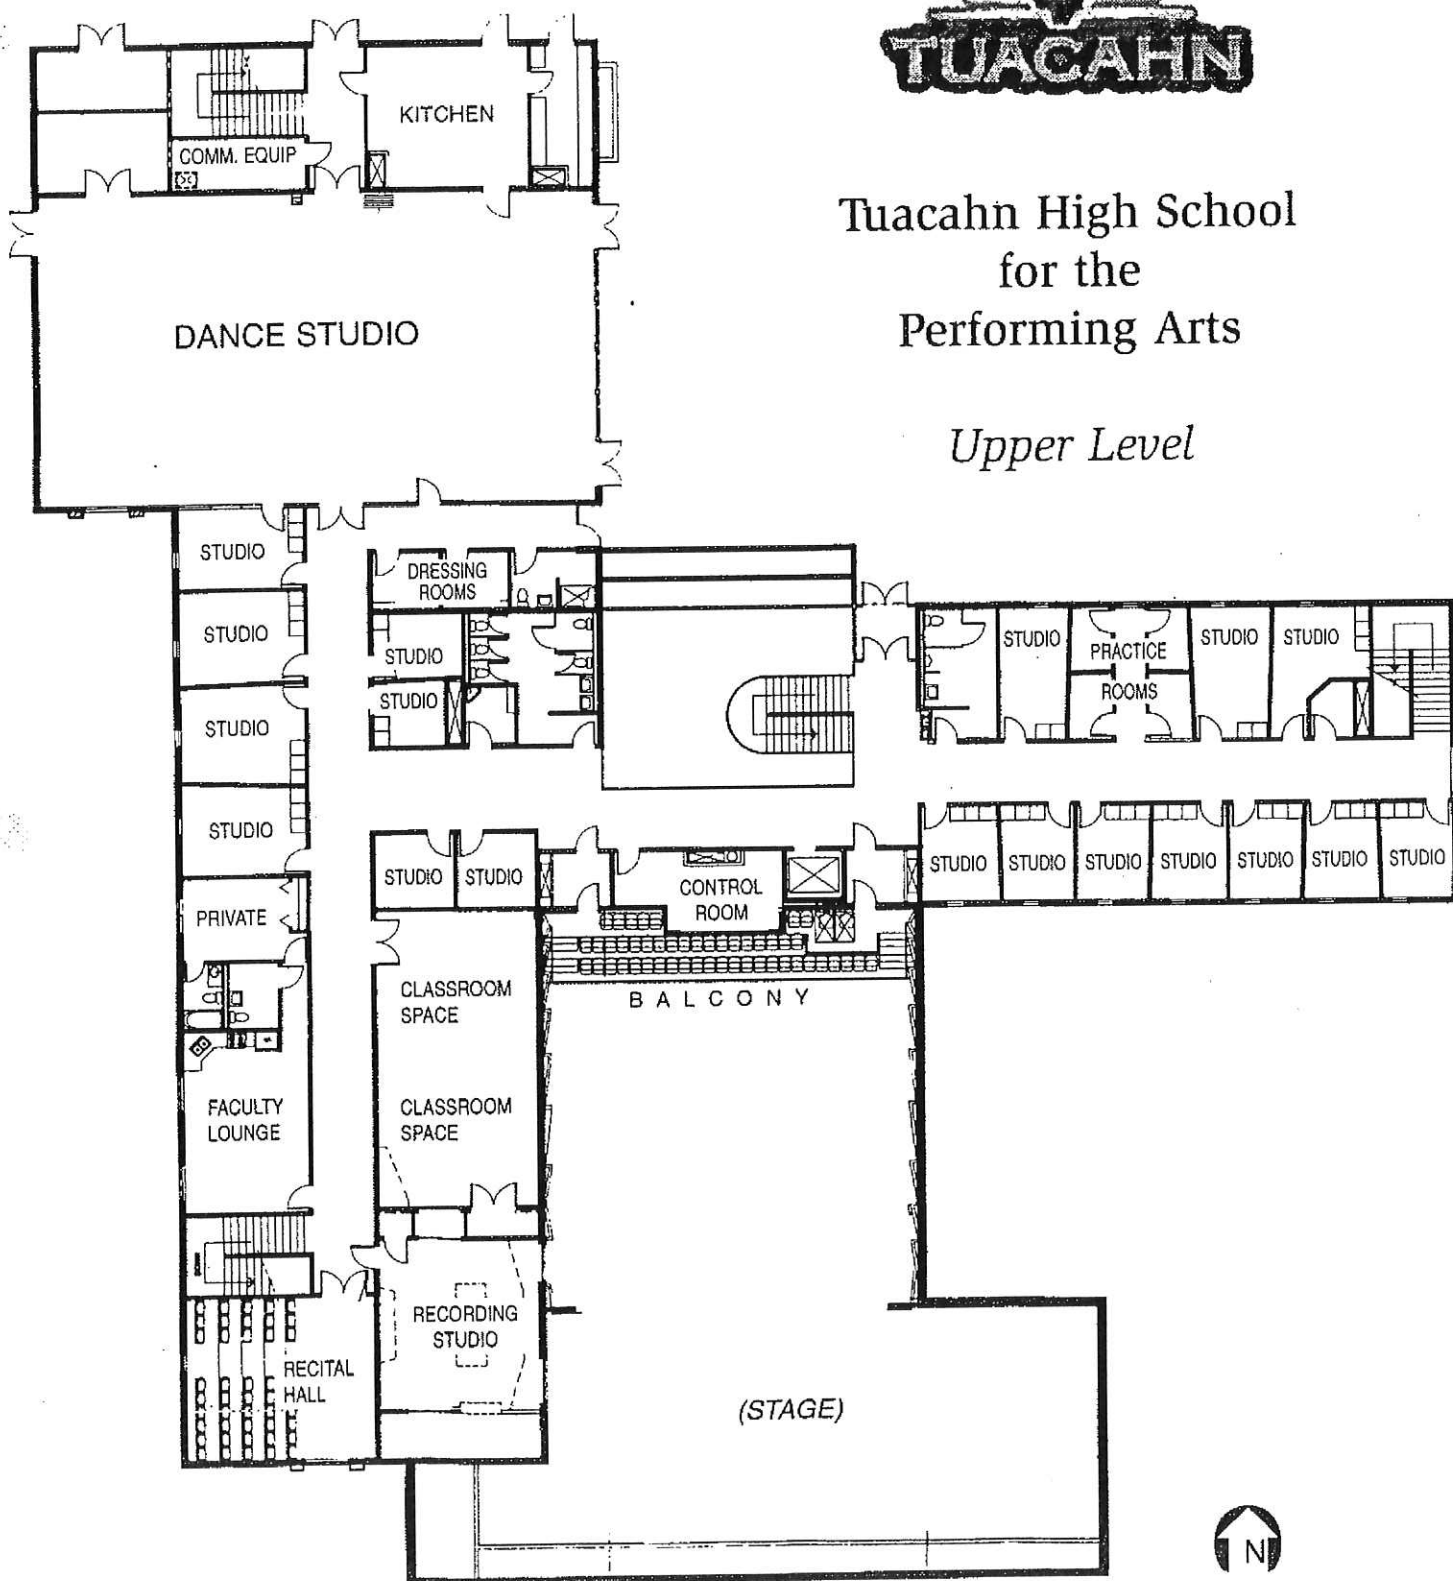 TUACAHN
Tuacahn High School
for the
Performing Arts
Upper Level
KITCHEN
COMM. EQUIP
DANCE STUDIO
STUDIO
DRESSING
ROOMS
STUDIO
STUDIO
STUDIO
STUDIO
STUDIO
STUDIO
PRACTICE
ROOMS
STUDIO
STUDIO
STUDIO
STUDIO
STUDIO
CONTROL
ROOM
STUDIO
STUDIO
STUDIO
STUDIO
STUDIO
STUDIO
STUDIO
PRIVATE
BALCONY
CLASSROOM
SPACE
CLASSROOM
SPACE
FACULTY
LOUNGE
RECORDING
STUDIO
RECITAL
HALL
(STAGE)
N